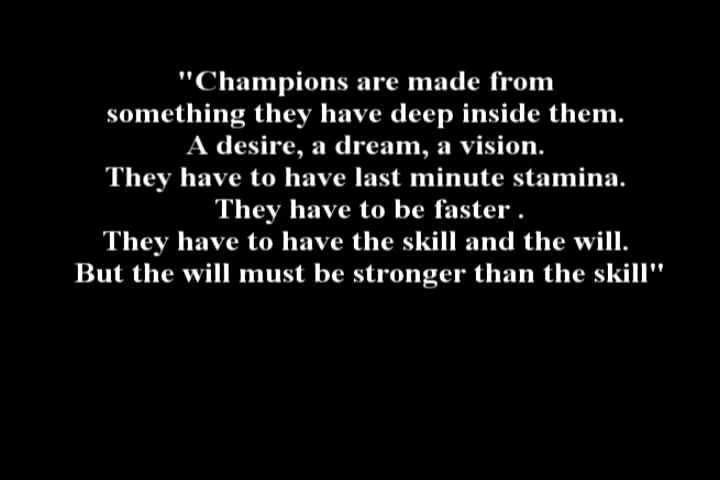 "Champions are made from
something they have deep inside them.
A desire, a dream, a vision.
They have to have last minute stamina.
They have to be faster .
They have to have the skill and the will.
But the will must be stronger than the skill"